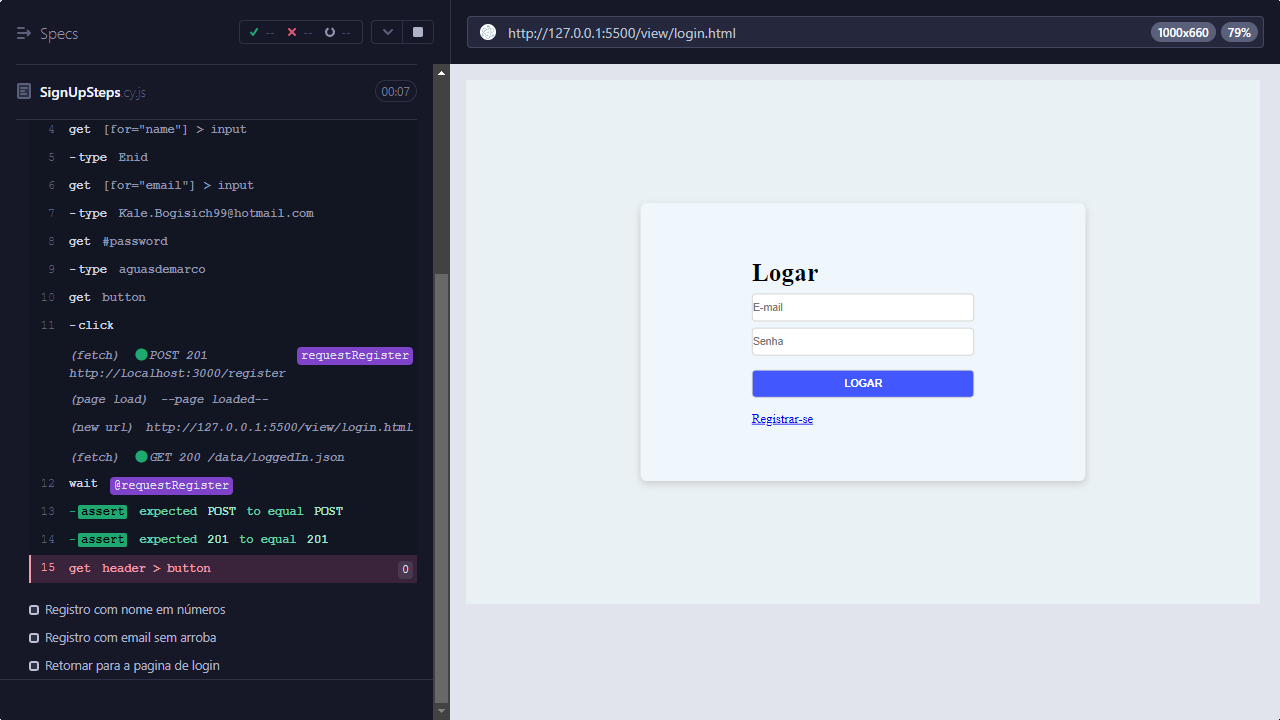 Specs
--
--
--
http://127.0.0.1:5500/view/login.html
1000x660
79%
SignUpSteps.cy.js
00:07
4 get [for="name"] > input
5 -type Enid
6 get [for="email"] > input
7 -type Kale.Bogisich99@hotmail.com
8 get #password
9 -type aguasdemarco
10 get button
11 -click
(fetch) POST 201 requestRegister
http://localhost:3000/register
(page load) --page loaded--
(new url) http://127.0.0.1:5500/view/login.html
(fetch) GET 200 /data/loggedIn.json
12 wait @requestRegister
13 -assert expected POST to equal POST
14 -assert expected 201 to equal 201
15 get header > button 0
Registro com nome em números
Registro com email sem arroba
Retornar para a pagina de login
Logar
E-mail
Senha
LOGAR
Registrar-se